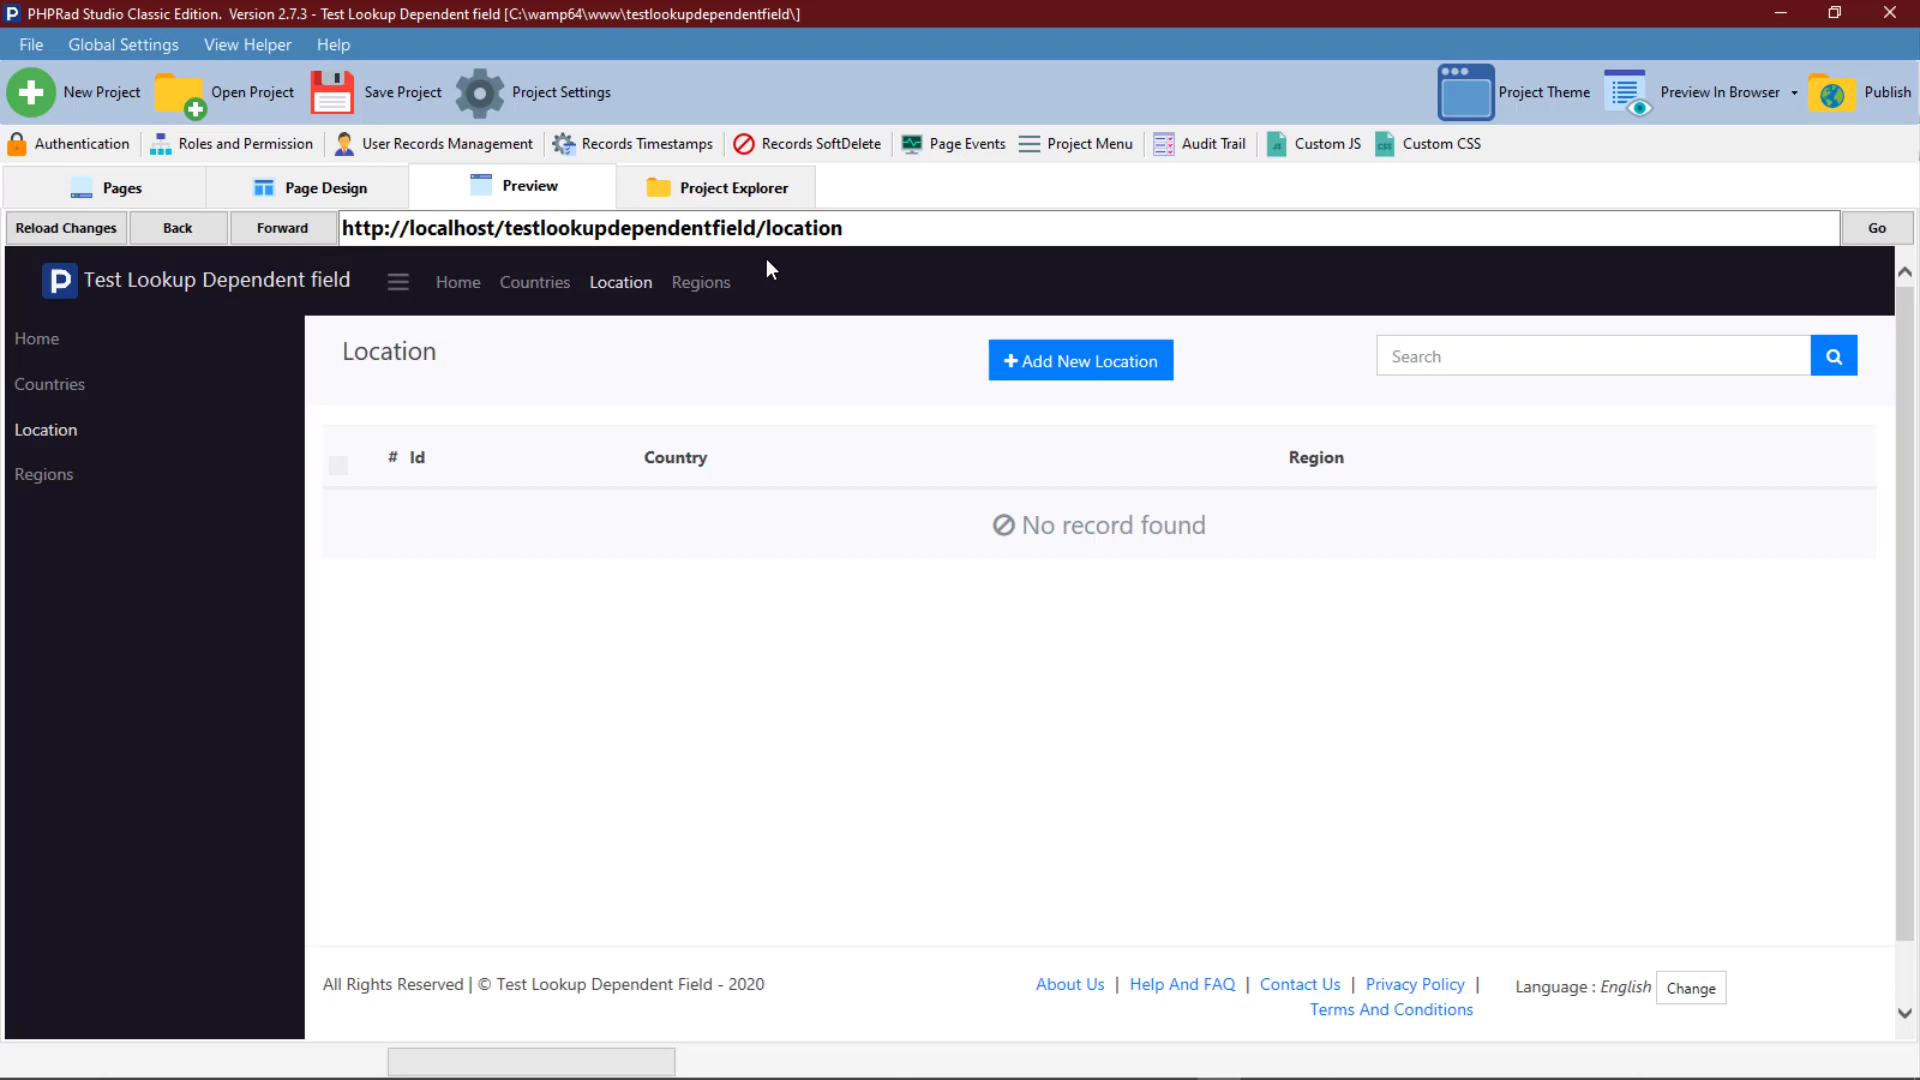 PHPRad Studio Classic Edition.  Version 2.7.3 - Test Lookup Dependent field [C:\wamp64\www\testlookupdependentfield\]
File Global Settings View Helper Help
New Project Open Project Save Project Project Settings Project Theme Preview In Browser Publish
Authentication Roles and Permission User Records Management Records Timestamps Records SoftDelete Page Events Project Menu Audit Trail Custom JS Custom CSS
Pages Page Design Preview Project Explorer
Reload Changes Back Forward http://localhost/testlookupdependentfield/location Go
P Test Lookup Dependent field Home Countries Location Regions
Home
Countries
Location
Regions
Location + Add New Location Search
# Id Country Region
No record found
All Rights Reserved | © Test Lookup Dependent Field - 2020
About Us | Help And FAQ | Contact Us | Privacy Policy |
Terms And Conditions
Language : English Change